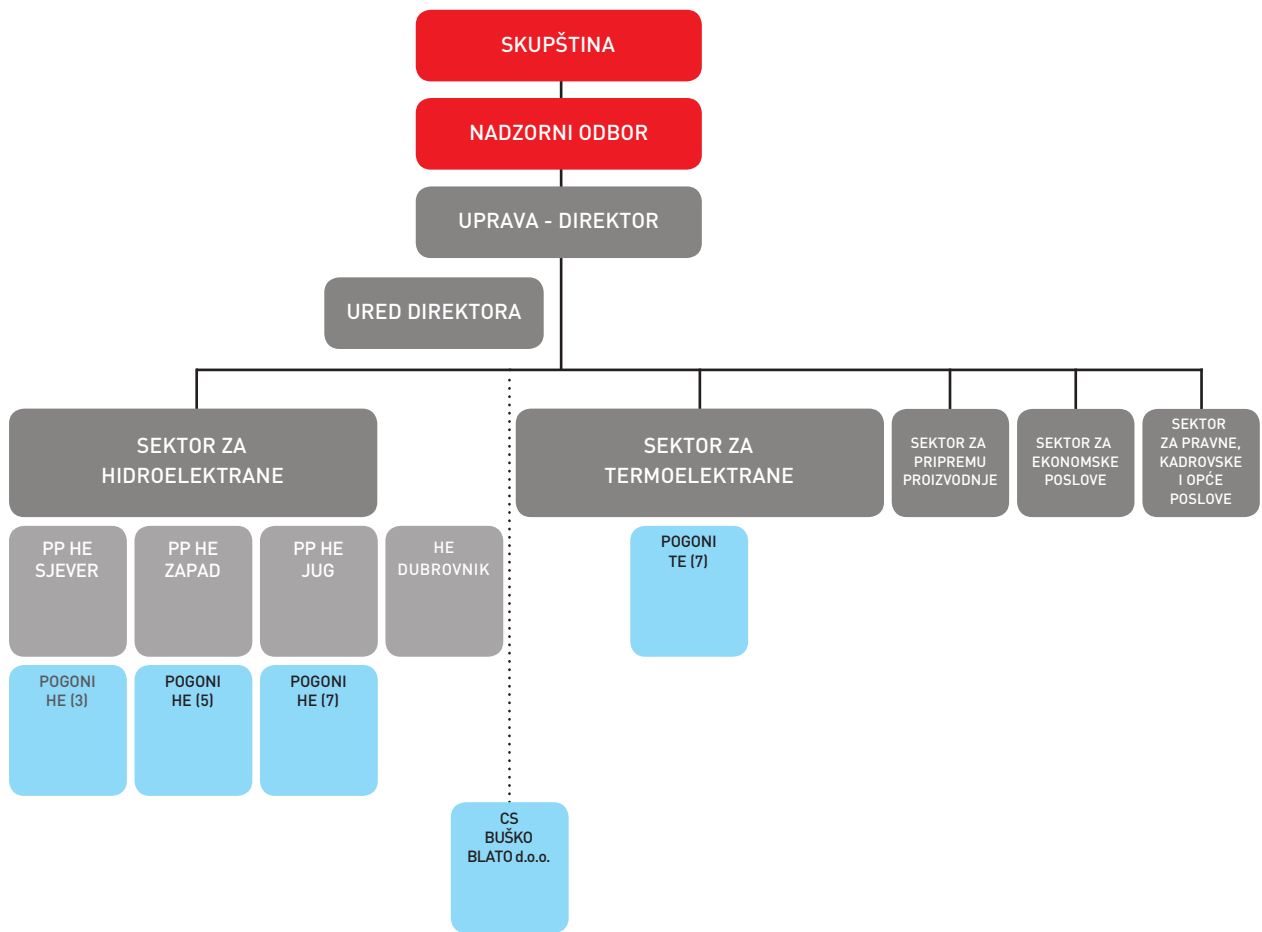 SKUPŠTINA
NADZORNI ODBOR
UPRAVA - DIREKTOR
URED DIREKTORA
SEKTOR ZA
HIDROELEKTRANE
SEKTOR ZA
TERMOELEKTRANE
SEKTOR ZA
PRIPREMU
PROIZVODNJE
SEKTOR ZA
EKONOMSKE
POSLOVE
SEKTOR
ZA PRAVNE,
KADROVSKE
I OPĆE
POSLOVE
PP HE
SJEVER
PP HE
ZAPAD
PP HE
JUG
HE
DUBROVNIK
POGONI
TE (7)
POGONI
HE (3)
POGONI
HE (5)
POGONI
HE (7)
CS
BUŠKO
BLATO d.o.o.